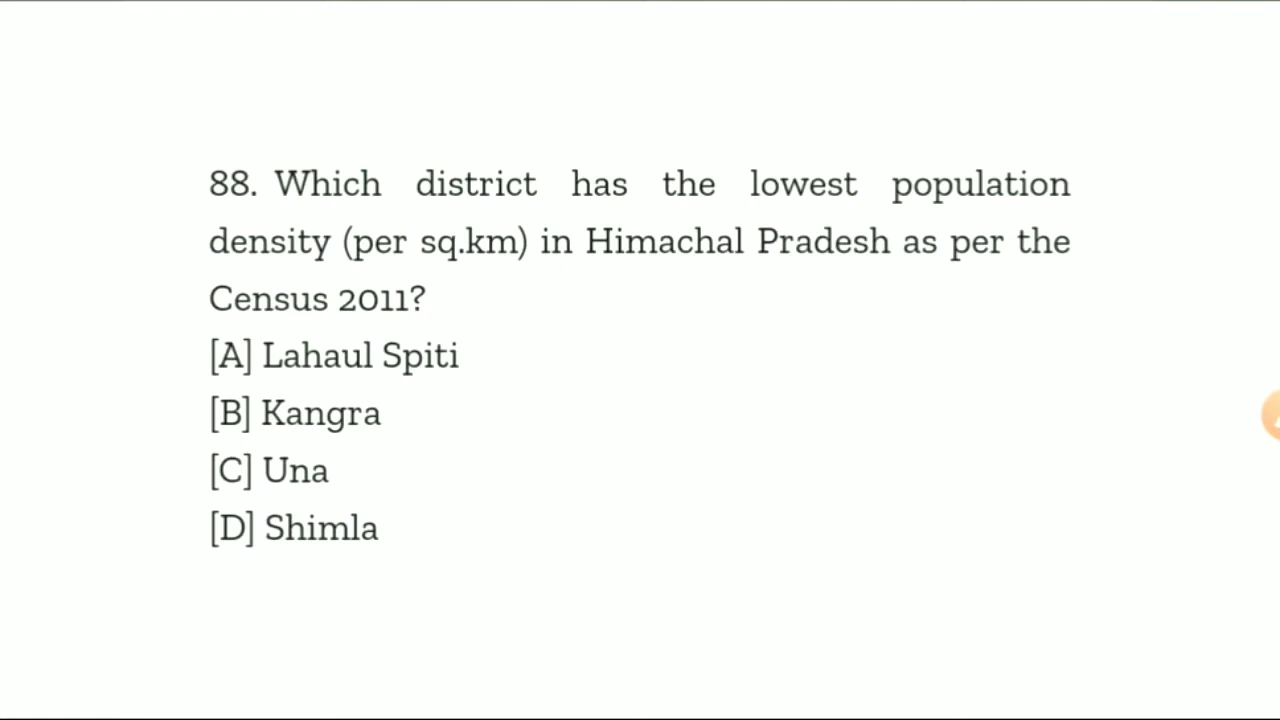 88. Which district has the lowest population
density (per sq.km) in Himachal Pradesh as per the
Census 2011?
[A] Lahaul Spiti
[B] Kangra
[C] Una
[D] Shimla